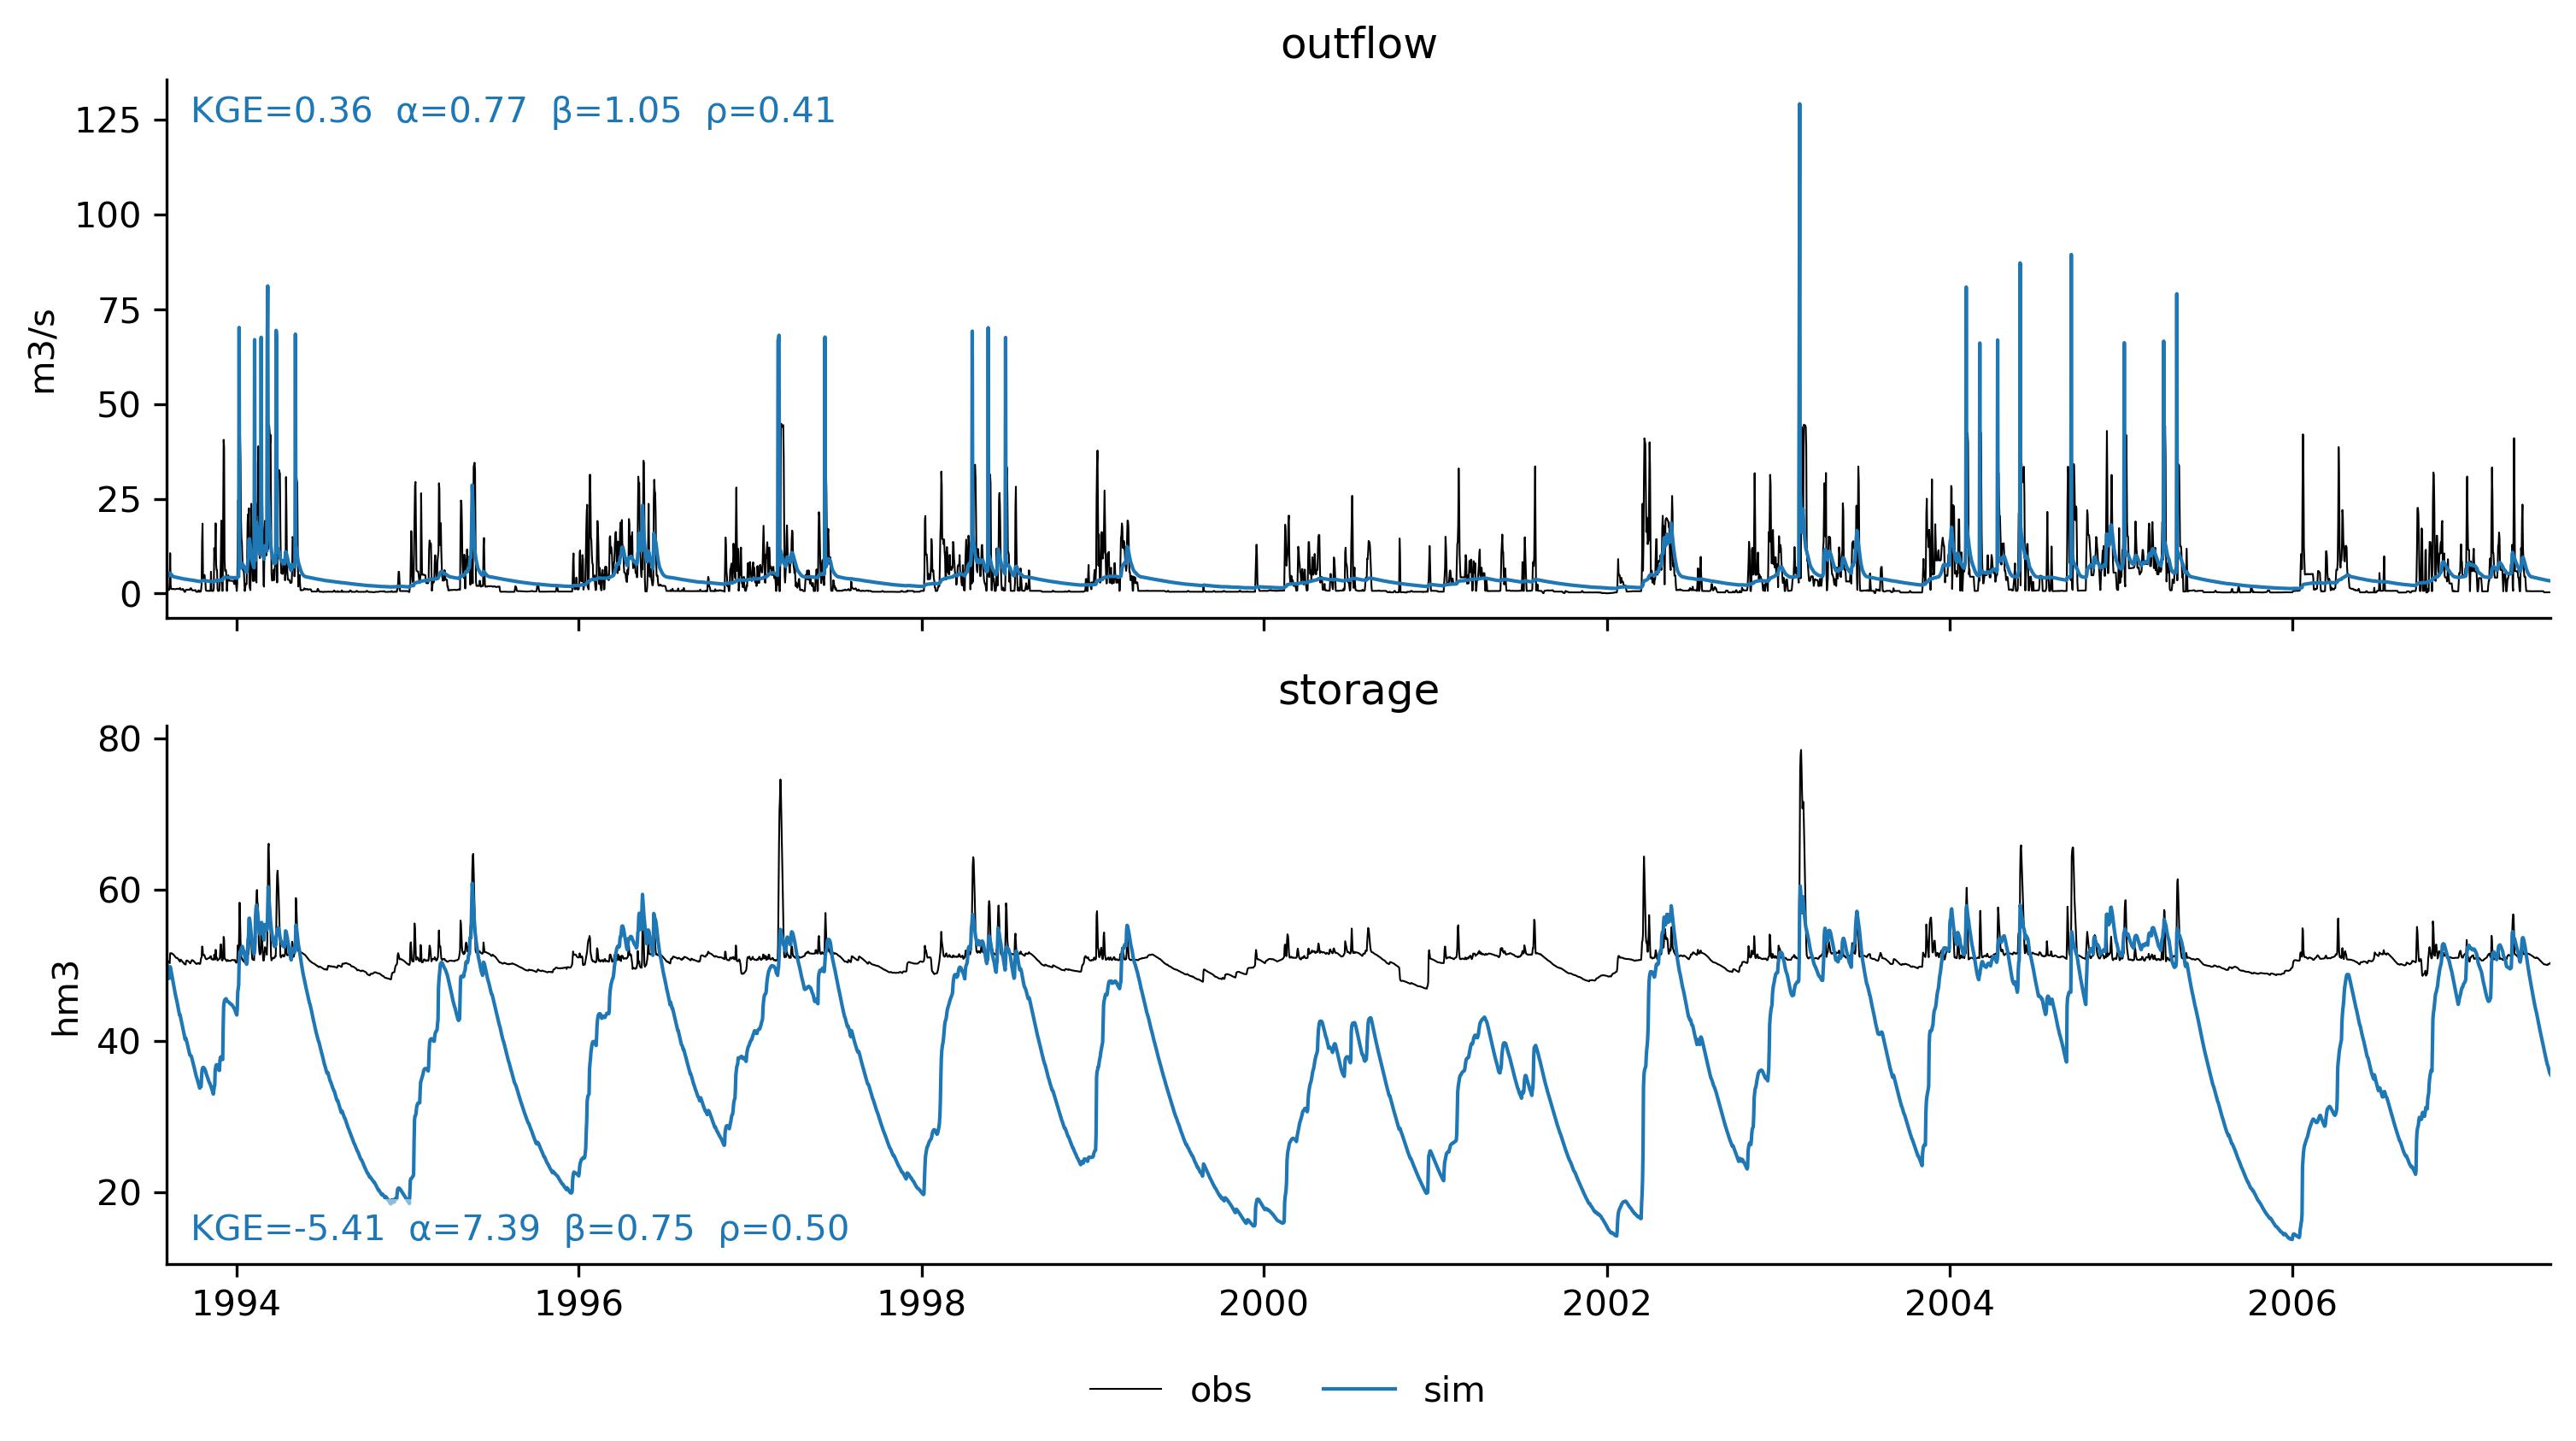 outflow
KGE=0.36 α=0.77 β=1.05 ρ=0.41
125
100
75
50
25
0
m3/s
storage
80
60
40
20
hm3
KGE=-5.41 α=7.39 β=0.75 ρ=0.50
1994 1996 1998 2000 2002 2004 2006
obs sim